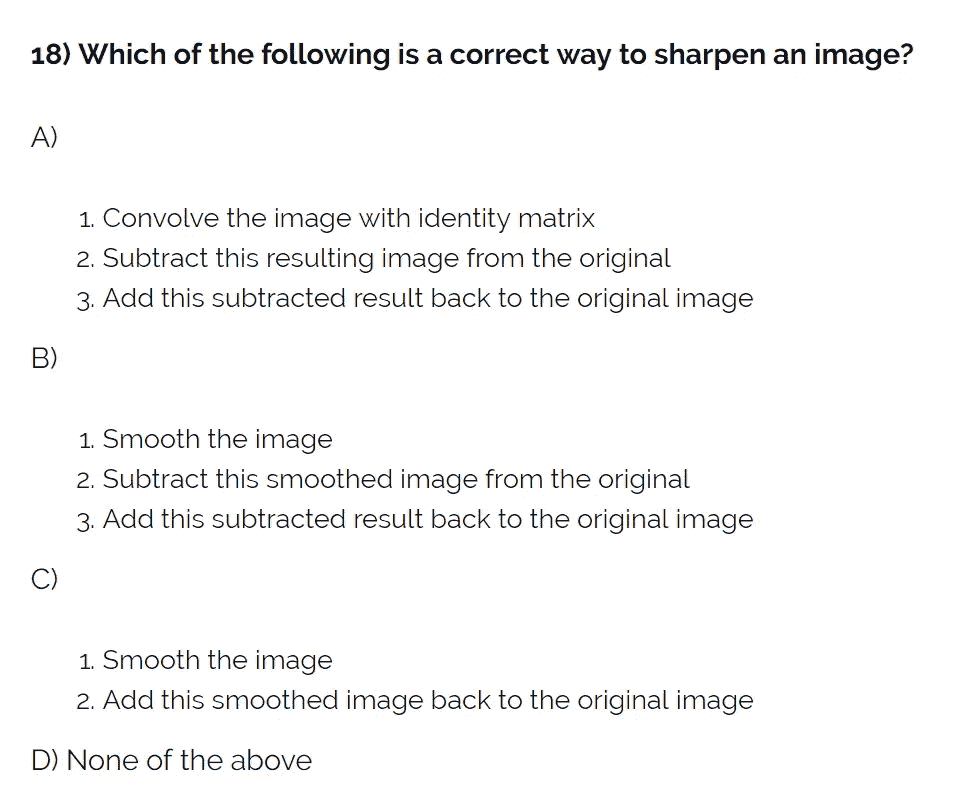 18) Which of the following is a correct way to sharpen an image?
A)
1. Convolve the image with identity matrix
2. Subtract this resulting image from the original
3. Add this subtracted result back to the original image
B)
1. Smooth the image
2. Subtract this smoothed image from the original
3. Add this subtracted result back to the original image
C)
1. Smooth the image
2. Add this smoothed image back to the original image
D) None of the above